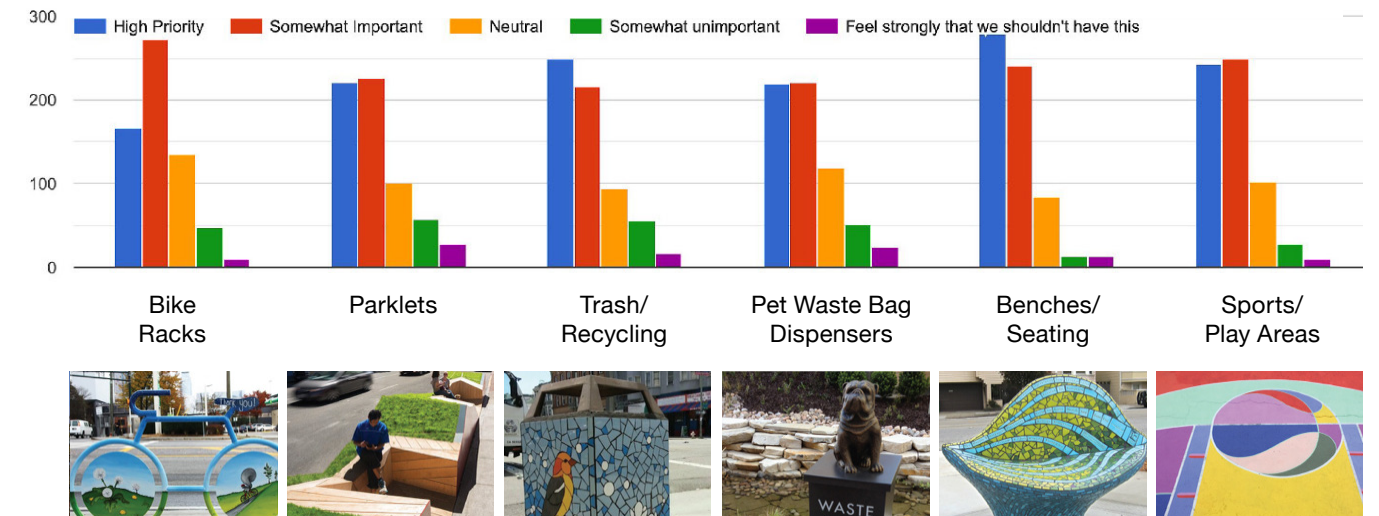 300
High Priority
Somewhat Important
Neutral
Somewhat unimportant
Feel strongly that we shouldn't have this
200
100
0
Bike
Racks
Parklets
Trash/
Recycling
Pet Waste Bag
Dispensers
Benches/
Seating
Sports/
Play Areas
WASTE